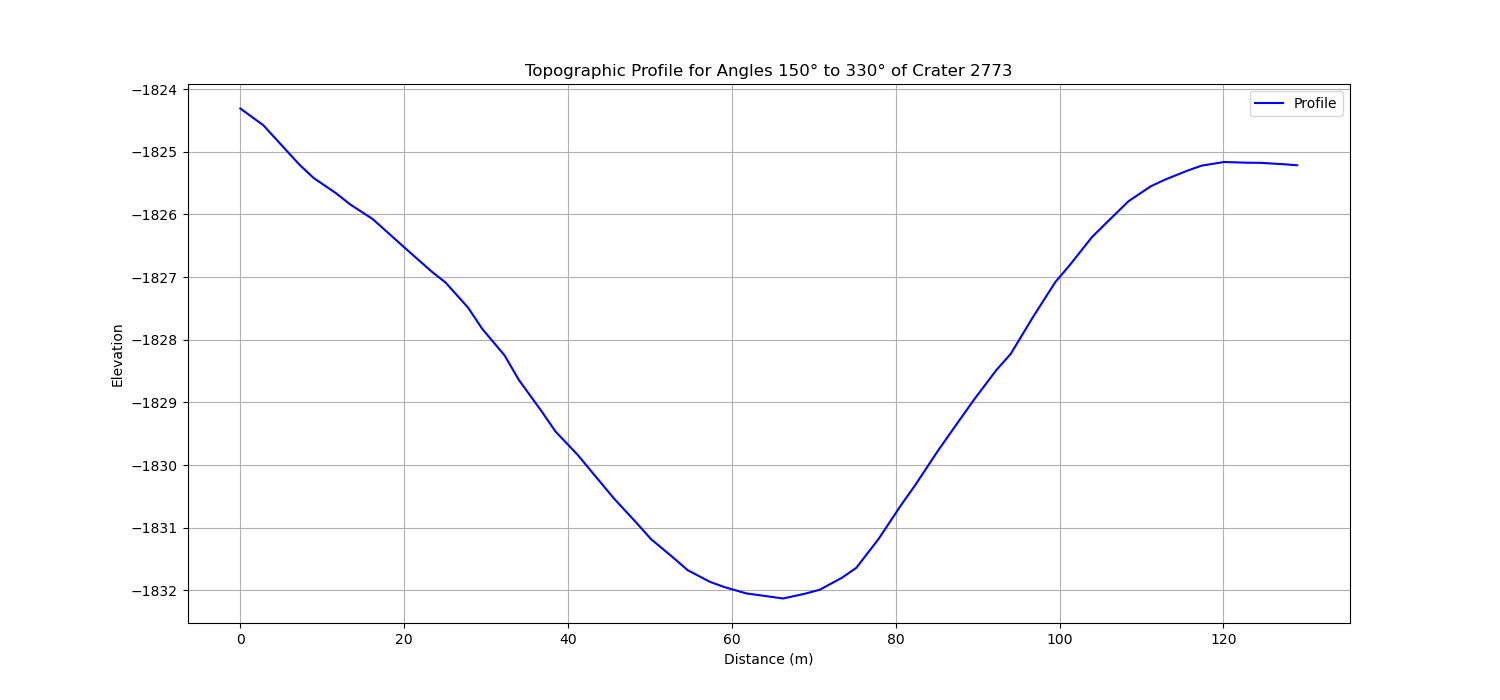 Topographic Profile for Angles 150° to 330° of Crater 2773
Profile
Elevation
−1824
−1825
−1826
−1827
−1828
−1829
−1830
−1831
−1832
0 20 40 60 80 100 120
Distance (m)